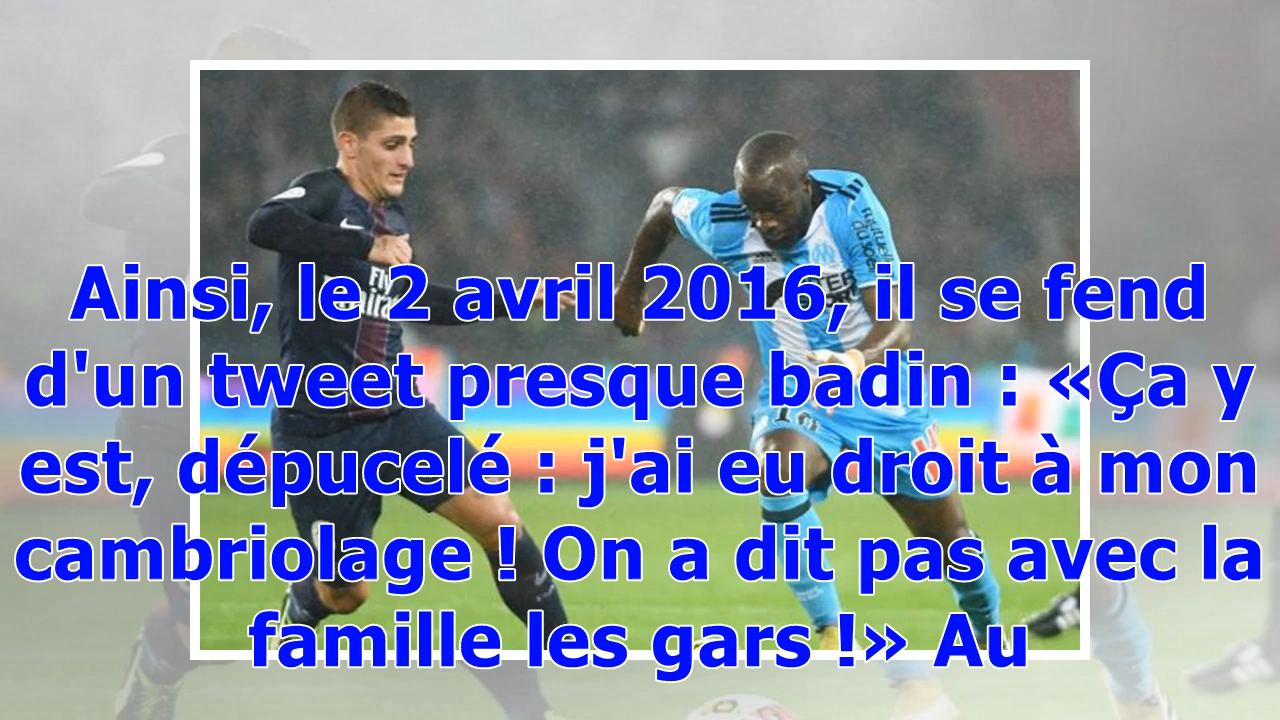 Ainsi, le 2 avril 2016, il se fend
d'un tweet presque badin : «Ça y
est, dépucelé : j'ai eu droit à mon
cambriolage ! On a dit pas avec la
famille les gars !» Au